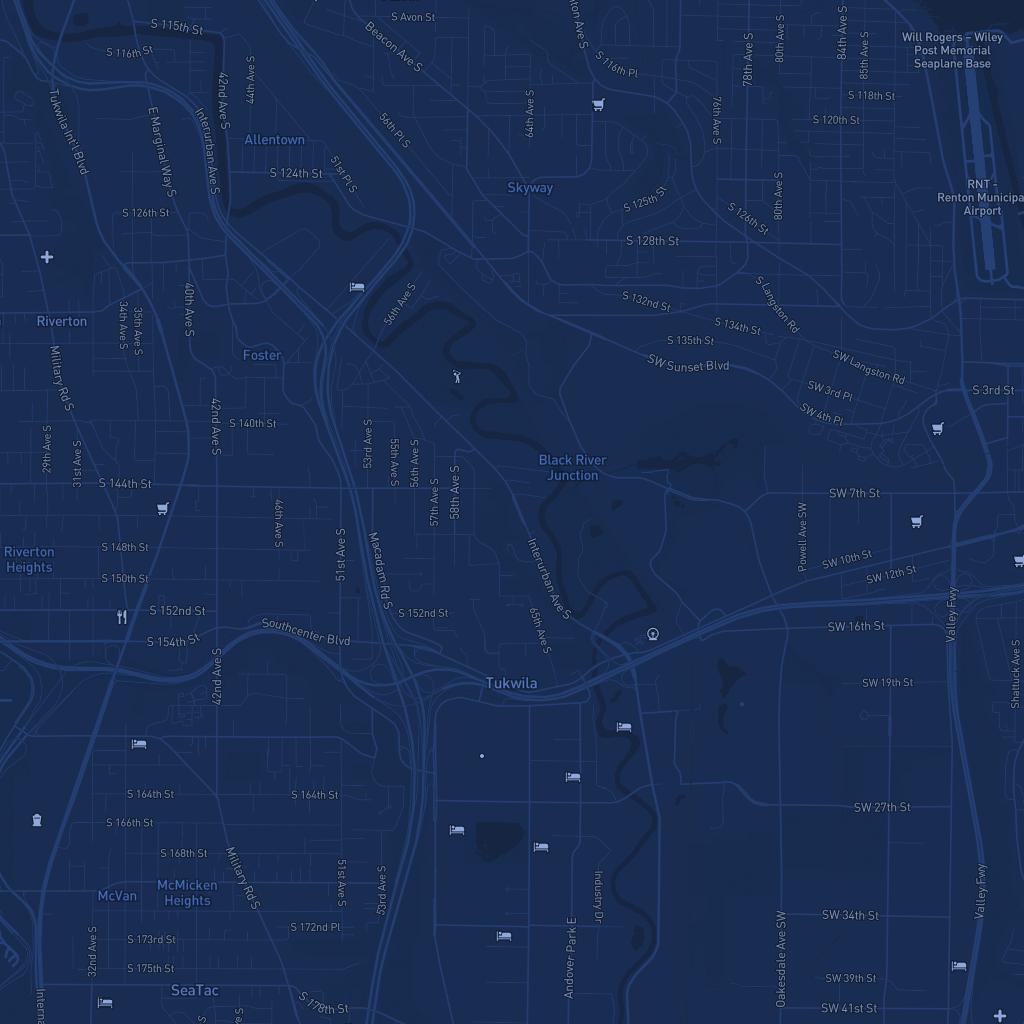 S Avon St
S 115th St
Beacon Ave S
Will Rogers - Wiley
Post Memorial
Seaplane Base
S 116th St
S 116th Pl
78th Ave S
80th Ave S
84th Ave S
85th Ave S
42nd Ave S
44th Ave S
S 118th St
Tukwila Int'l Blvd
E Marginal Way S
Interurban Ave S
64th Ave S
76th Ave S
S 120th St
56th Pl S
Allentown
51st Pl S
S 124th St
Skyway
RNT -
Renton Municipa
Airport
S 125th St
80th Ave S
S 126th St
S 126th St
S 128th St
40th Ave S
56th Ave S
S 132nd St
S Langston Rd
Riverton
34th Ave S
35th Ave S
S 134th St
S 135th St
Foster
SW Sunset Blvd
SW Langston Rd
Military Rd S
SW 3rd Pl
S 3rd St
SW 4th Pl
42nd Ave S
S 140th St
29th Ave S
31st Ave S
53rd Ave S
55th Ave S
56th Ave S
57th Ave S
58th Ave S
Black River
Junction
S 144th St
SW 7th St
46th Ave S
Powell Ave SW
S 148th St
Riverton
Heights
51st Ave S
Macadam Rd S
Interurban Ave S
SW 10th St
SW 12th St
S 150th St
S 152nd St
S 152nd St
65th Ave S
Valley Fwy
SW 16th St
S 154th St
Southcenter Blvd
42nd Ave S
Tukwila
SW 19th St
Shattuck Ave S
S 164th St
S 164th St
SW 27th St
S 166th St
S 168th St
Military Rd S
51st Ave S
53rd Ave S
McVan
McMicken
Heights
Industry Dr
Valley Fwy
Andover Park E
Oakesdale Ave SW
SW 34th St
S 172nd Pl
32nd Ave S
S 173rd St
S 175th St
SW 39th St
SeaTac
S 178th St
SW 41st St
Interna